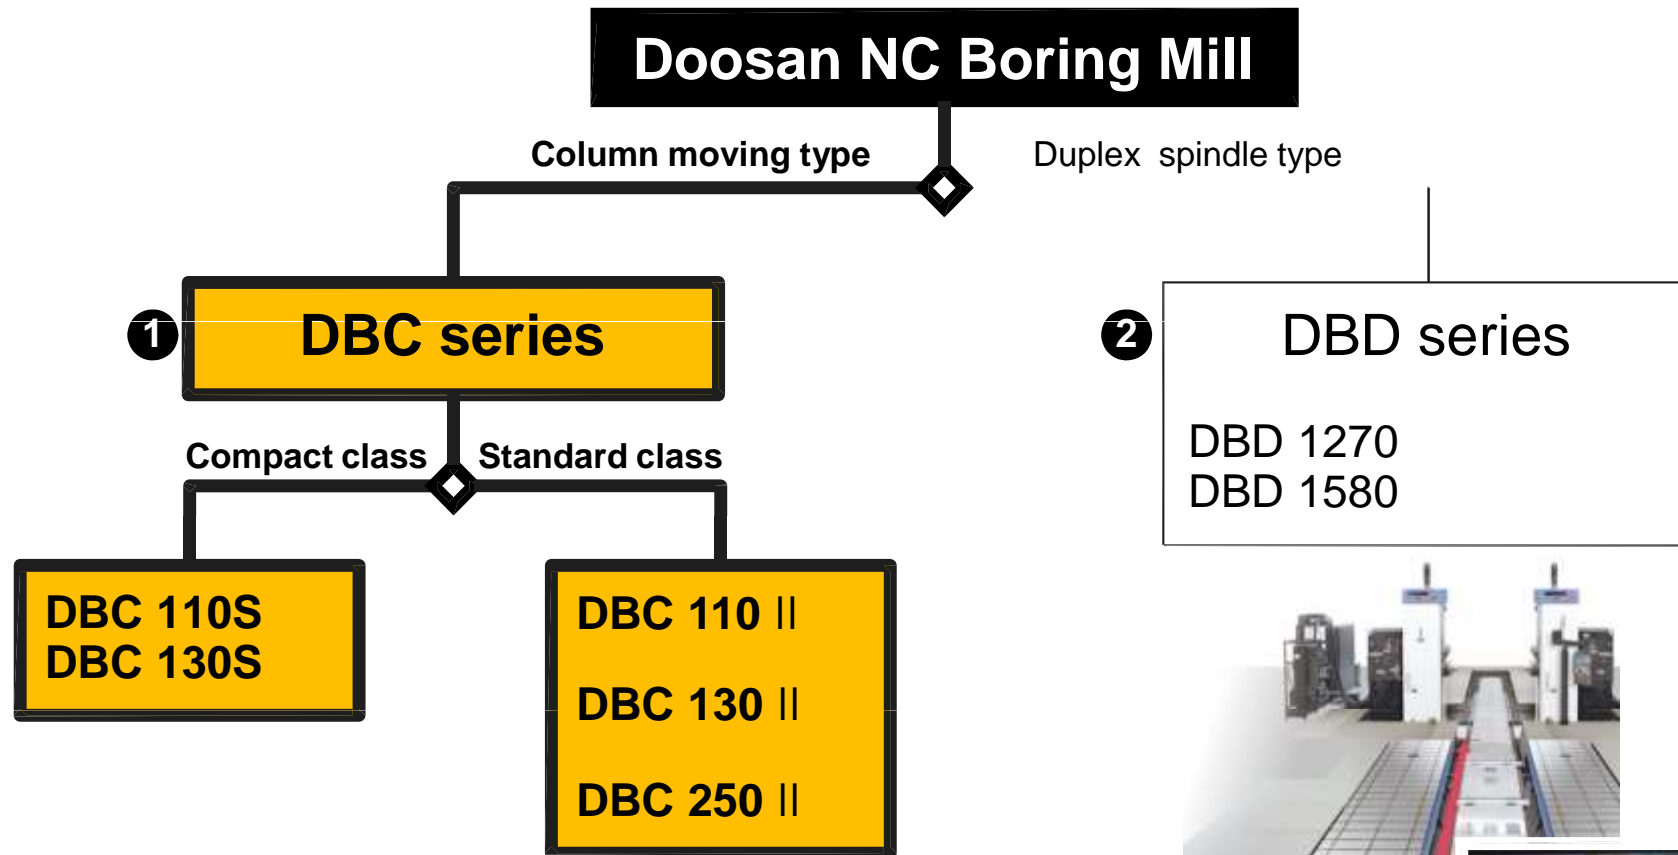 Doosan NC Boring Mill
Column moving type
Duplex spindle type
1
DBC series
2
DBD series
DBD 1270
DBD 1580
Compact class
Standard class
DBC 110S
DBC 130S
DBC 110 II
DBC 130 II
DBC 250 II